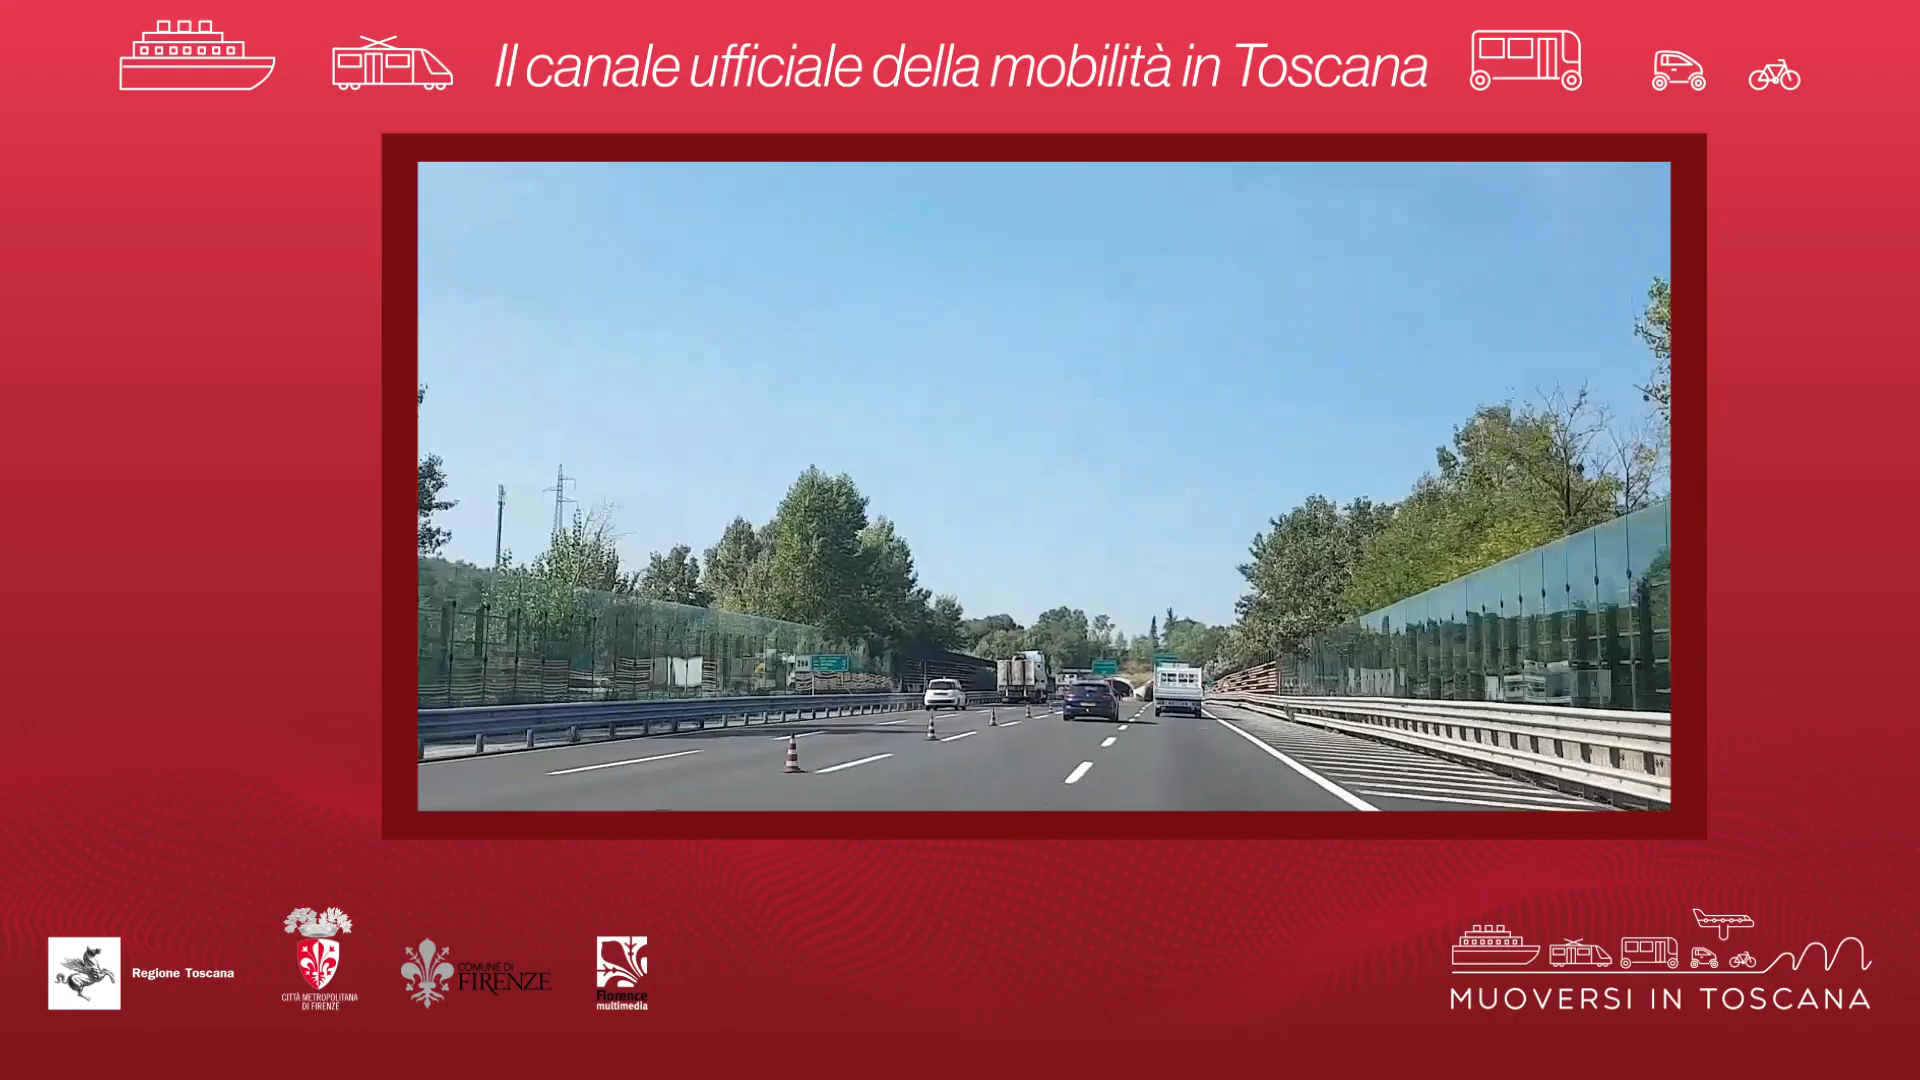 Il canale ufficiale della mobilità in Toscana
Regione Toscana
CITTÀ METROPOLITANA
DI FIRENZE
COMUNE DI
FIRENZE
Florence
multimedia
MUOVERSI IN TOSCANA